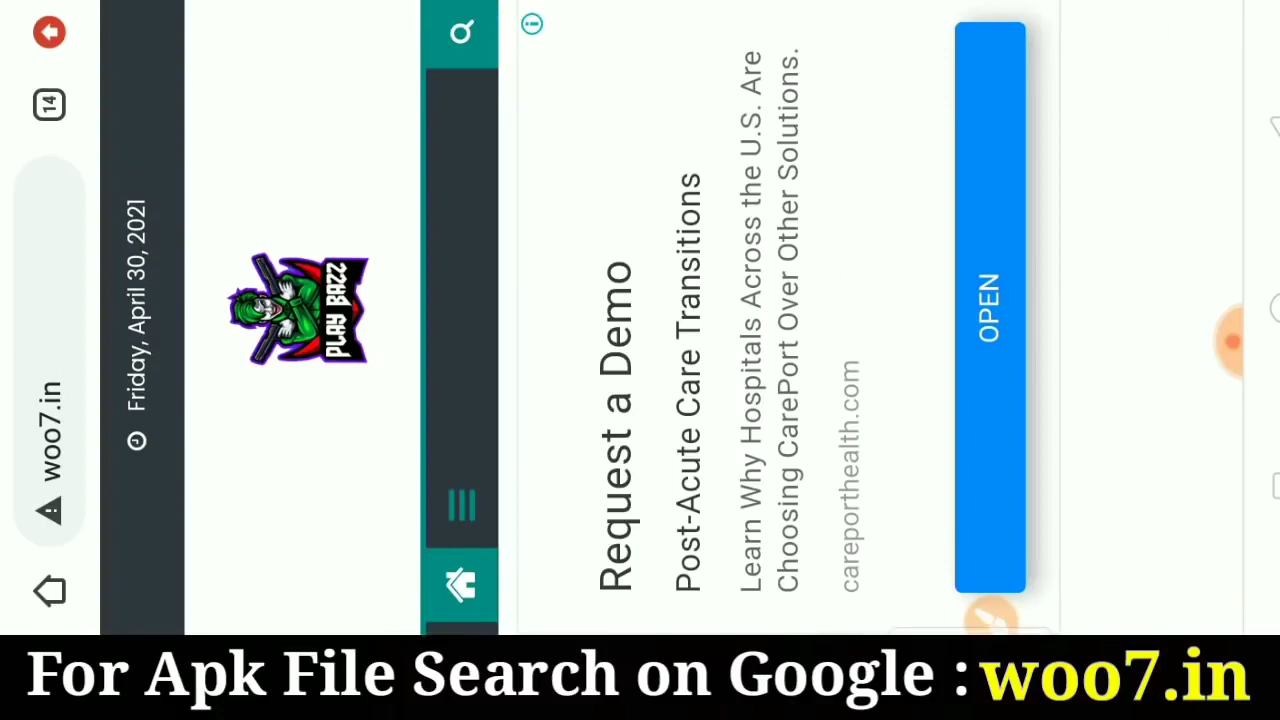 14
woo7.in
Friday, April 30, 2021
PLAY BAZZ
Request a Demo
Post-Acute Care Transitions
Learn Why Hospitals Across the U.S. Are
Choosing CarePort Over Other Solutions.
careporthealth.com
OPEN
For Apk File Search on Google : woo7.in